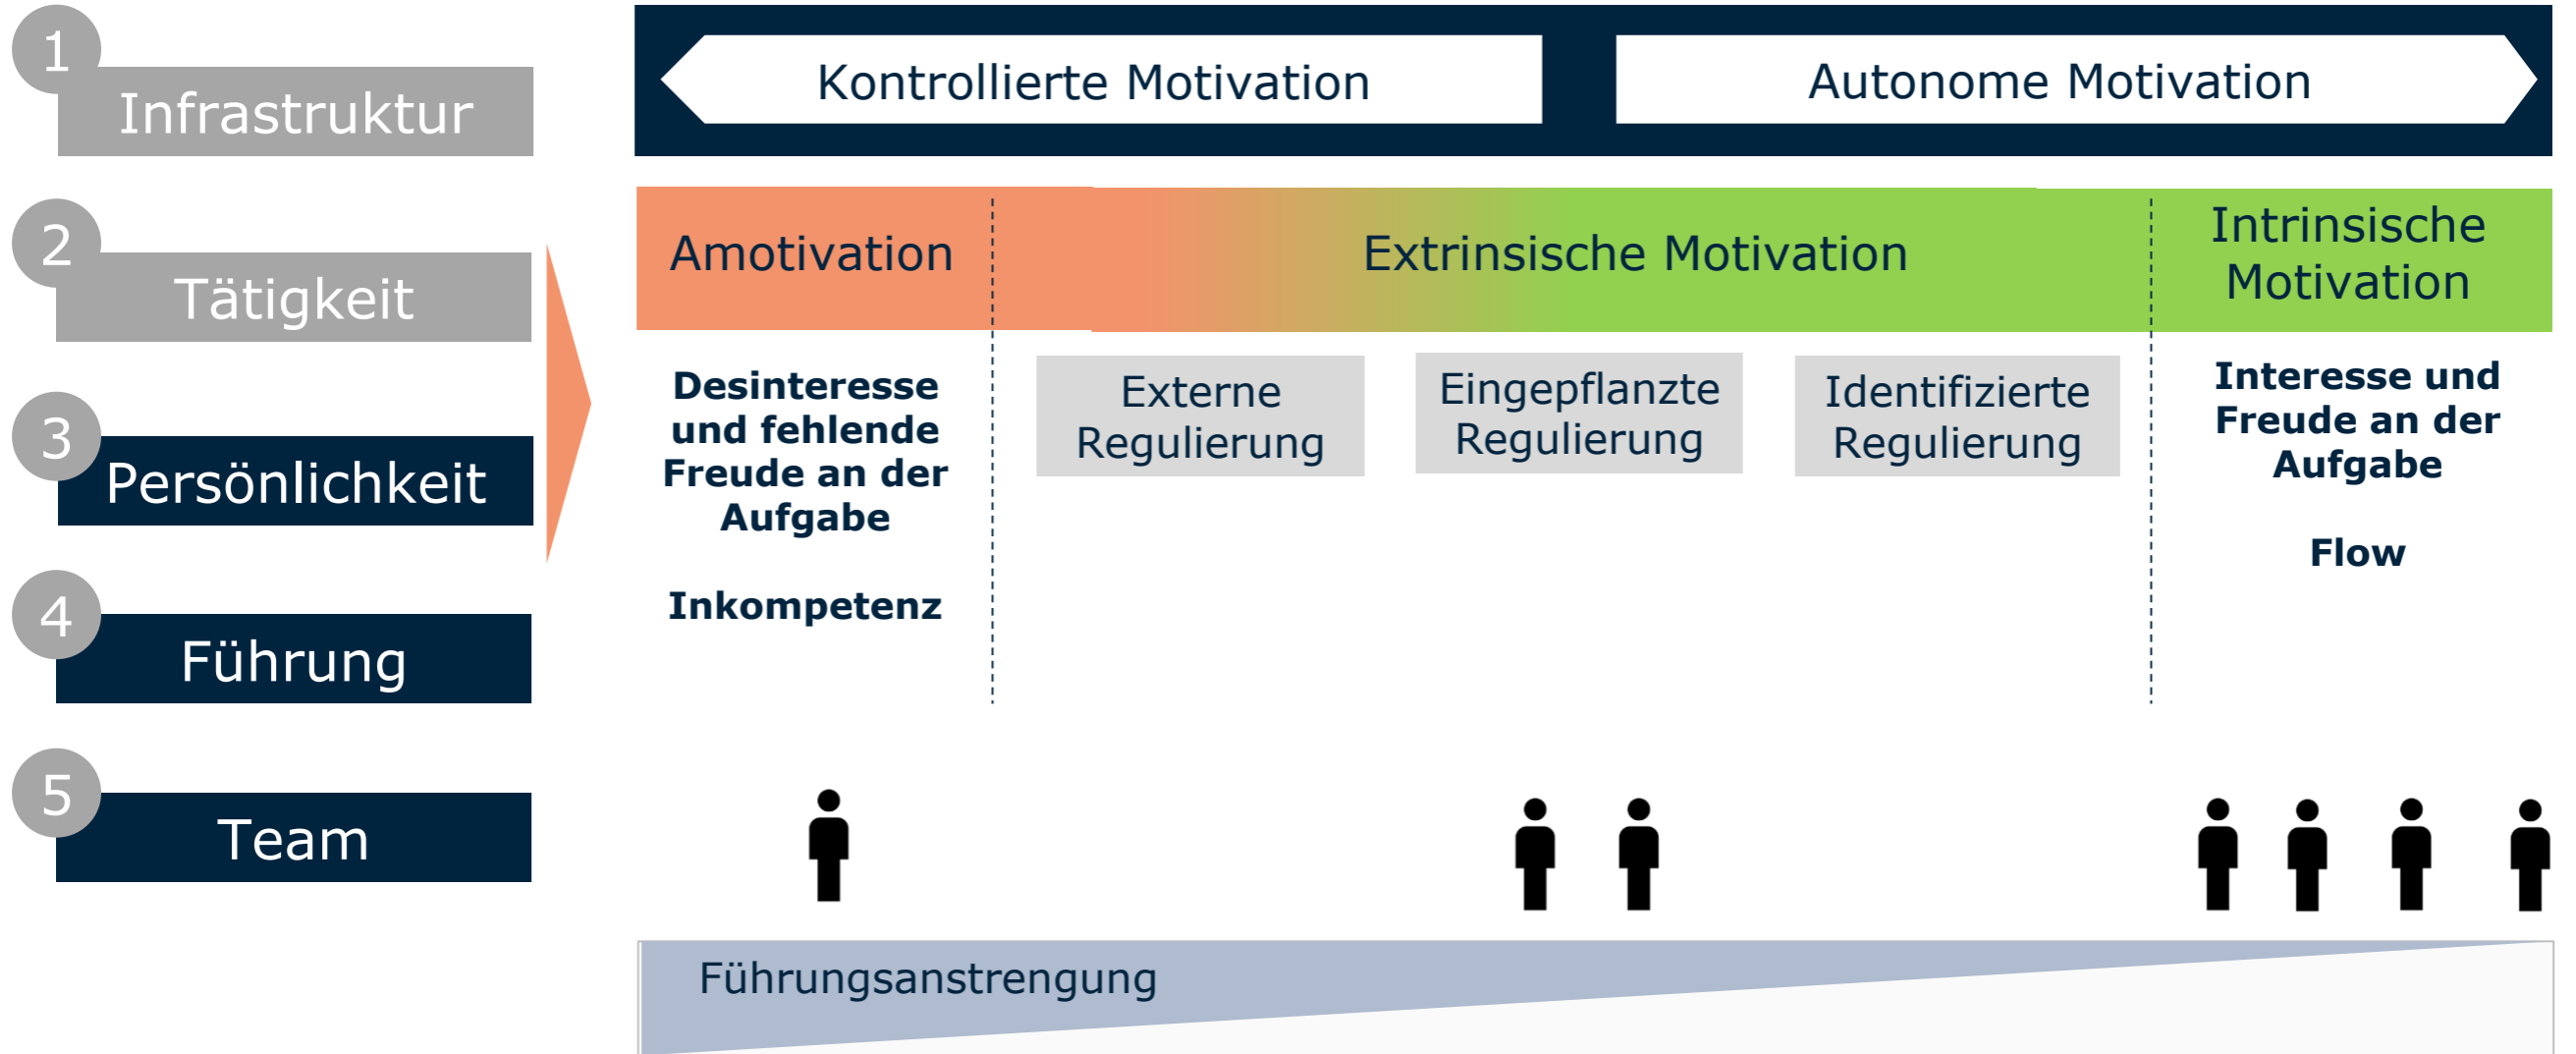 1
Infrastruktur
2
Tätigkeit
3
Persönlichkeit
4
Führung
5
Team
Kontrollierte Motivation
Autonome Motivation
Amotivation
Extrinsische Motivation
Intrinsische
Motivation
Desinteresse
und fehlende
Freude an der
Aufgabe
Inkompetenz
Externe
Regulierung
Eingepflanzte
Regulierung
Identifizierte
Regulierung
Interesse und
Freude an der
Aufgabe
Flow
Führungsanstrengung